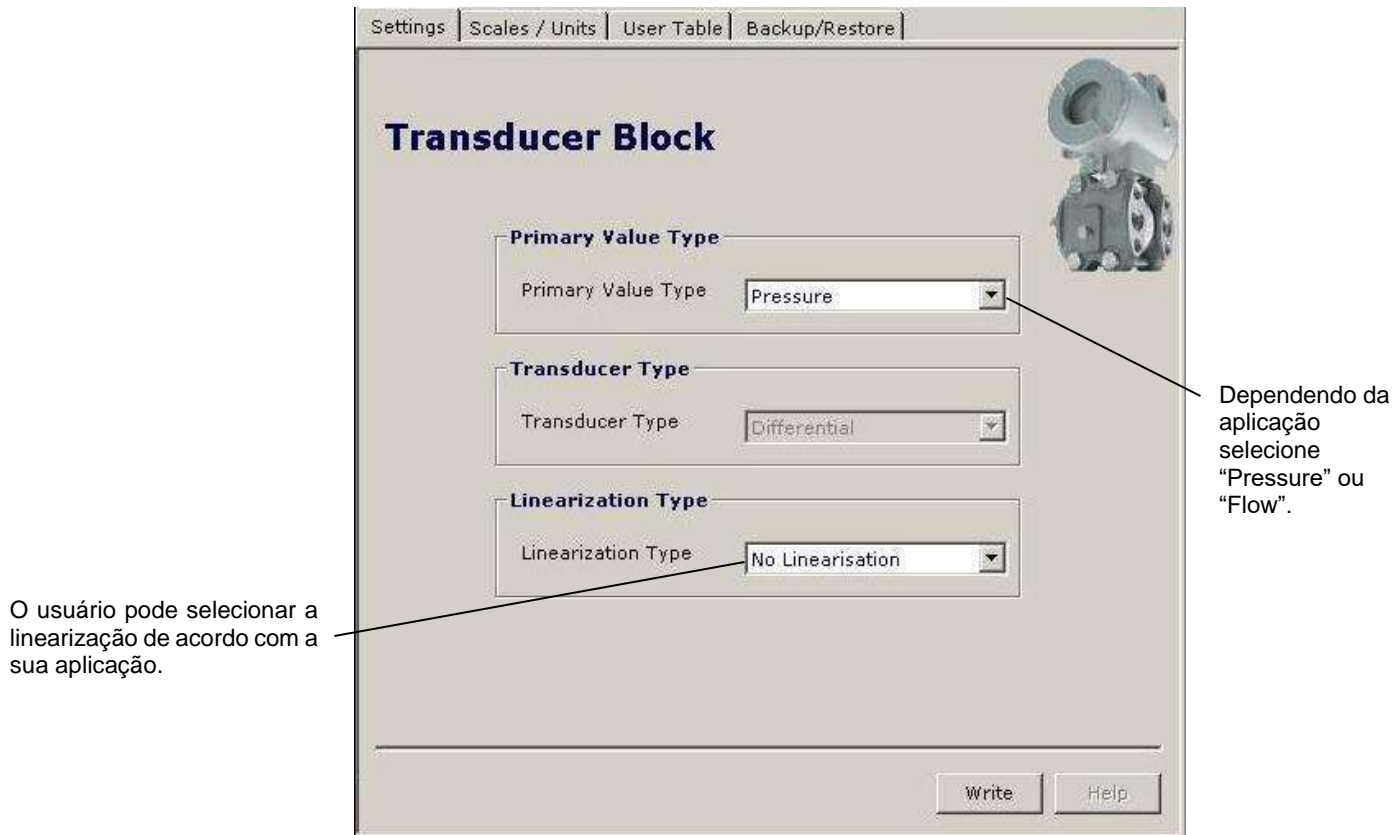 Settings Scales / Units User Table Backup/Restore
Transducer Block
Primary Value Type
Primary Value Type Pressure
Transducer Type
Transducer Type Differential
Linearization Type
Linearization Type No Linearisation
Dependendo da
aplicação
selecione
“Pressure” ou
“Flow”.
O usuário pode selecionar a
linearização de acordo com a
sua aplicação.
Write Help